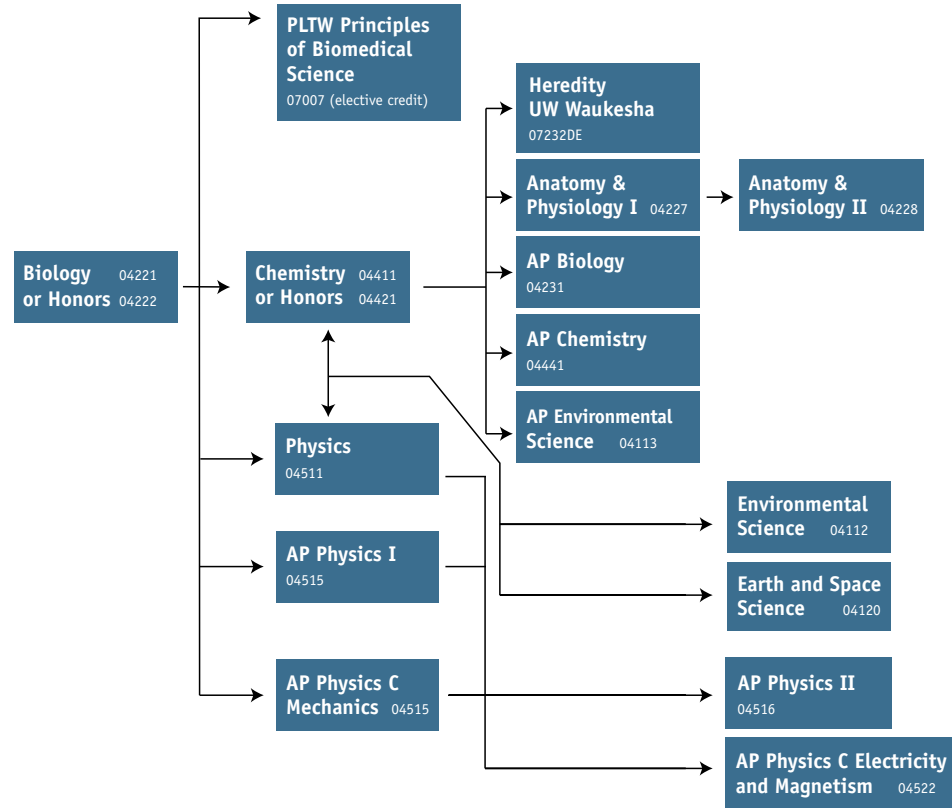 PLTW Principles
of Biomedical
Science
07007 (elective credit)
Heredity
UW Waukesha
07232DE
Anatomy &
Physiology I 04227
Anatomy &
Physiology II 04228
Biology 04221
or Honors 04222
Chemistry 04411
or Honors 04421
AP Biology
04231
AP Chemistry
04441
AP Environmental
Science 04113
Physics
04511
Environmental
Science 04112
AP Physics I
04515
Earth and Space
Science 04120
AP Physics C
Mechanics 04515
AP Physics II
04516
AP Physics C Electricity
and Magnetism 04522